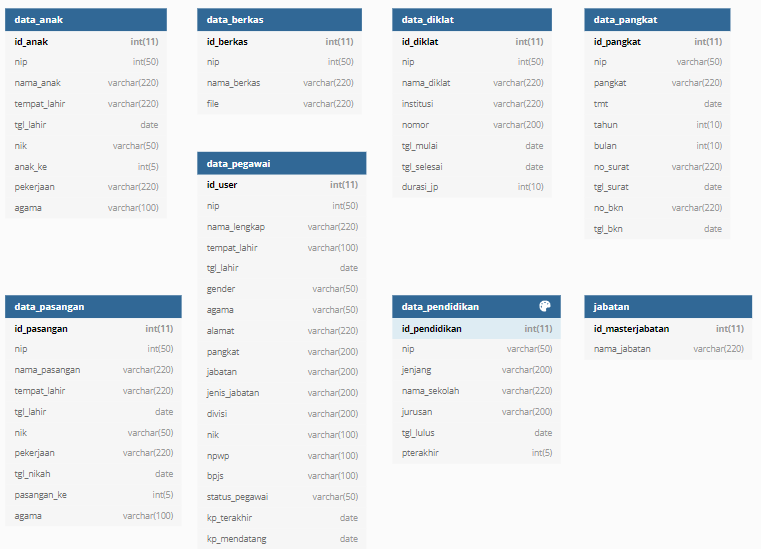 data_anak
id_anak int(11)
nip int(50)
nama_anak varchar(220)
tempat_lahir varchar(220)
tgl_lahir date
nik varchar(50)
anak_ke int(5)
pekerjaan varchar(220)
agama varchar(100)
data_berkas
id_berkas int(11)
nip int(50)
nama_berkas varchar(220)
file varchar(220)
data_diklat
id_diklat int(11)
nip int(50)
nama_diklat varchar(220)
institusi varchar(220)
nomor varchar(200)
tgl_mulai date
tgl_selesai date
durasi_jp int(10)
data_pangkat
id_pangkat int(11)
nip varchar(50)
pangkat varchar(220)
tmt date
tahun int(10)
bulan int(10)
no_surat varchar(220)
tgl_surat date
no_bkn varchar(220)
tgl_bkn date
data_pegawai
id_user int(11)
nip int(50)
nama_lengkap varchar(220)
tempat_lahir varchar(100)
tgl_lahir date
gender varchar(50)
agama varchar(50)
alamat varchar(220)
pangkat varchar(200)
jabatan varchar(200)
jenis_jabatan varchar(200)
divisi varchar(200)
nik varchar(100)
npwp varchar(100)
bpjs varchar(100)
status_pegawai varchar(50)
kp_terakhir date
kp_mendatang date
data_pasangan
id_pasangan int(11)
nip int(50)
nama_pasangan varchar(220)
tempat_lahir varchar(220)
tgl_lahir date
nik varchar(50)
pekerjaan varchar(220)
tgl_nikah date
pasangan_ke int(5)
agama varchar(100)
data_pendidikan
id_pendidikan int(11)
nip varchar(50)
jenjang varchar(200)
nama_sekolah varchar(220)
jurusan varchar(200)
tgl_lulus date
pterakhir int(5)
jabatan
id_masterjabatan int(11)
nama_jabatan varchar(220)